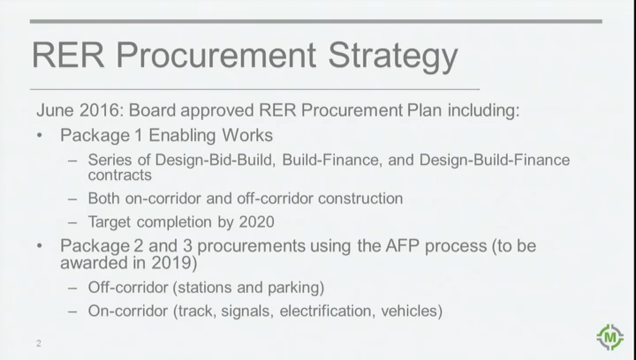 RER Procurement Strategy
June 2016: Board approved RER Procurement Plan including:
• Package 1 Enabling Works
– Series of Design-Bid-Build, Build-Finance, and Design-Build-Finance
contracts
– Both on-corridor and off-corridor construction
– Target completion by 2020
• Package 2 and 3 procurements using the AFP process (to be
awarded in 2019)
– Off-corridor (stations and parking)
– On-corridor (track, signals, electrification, vehicles)
2
M